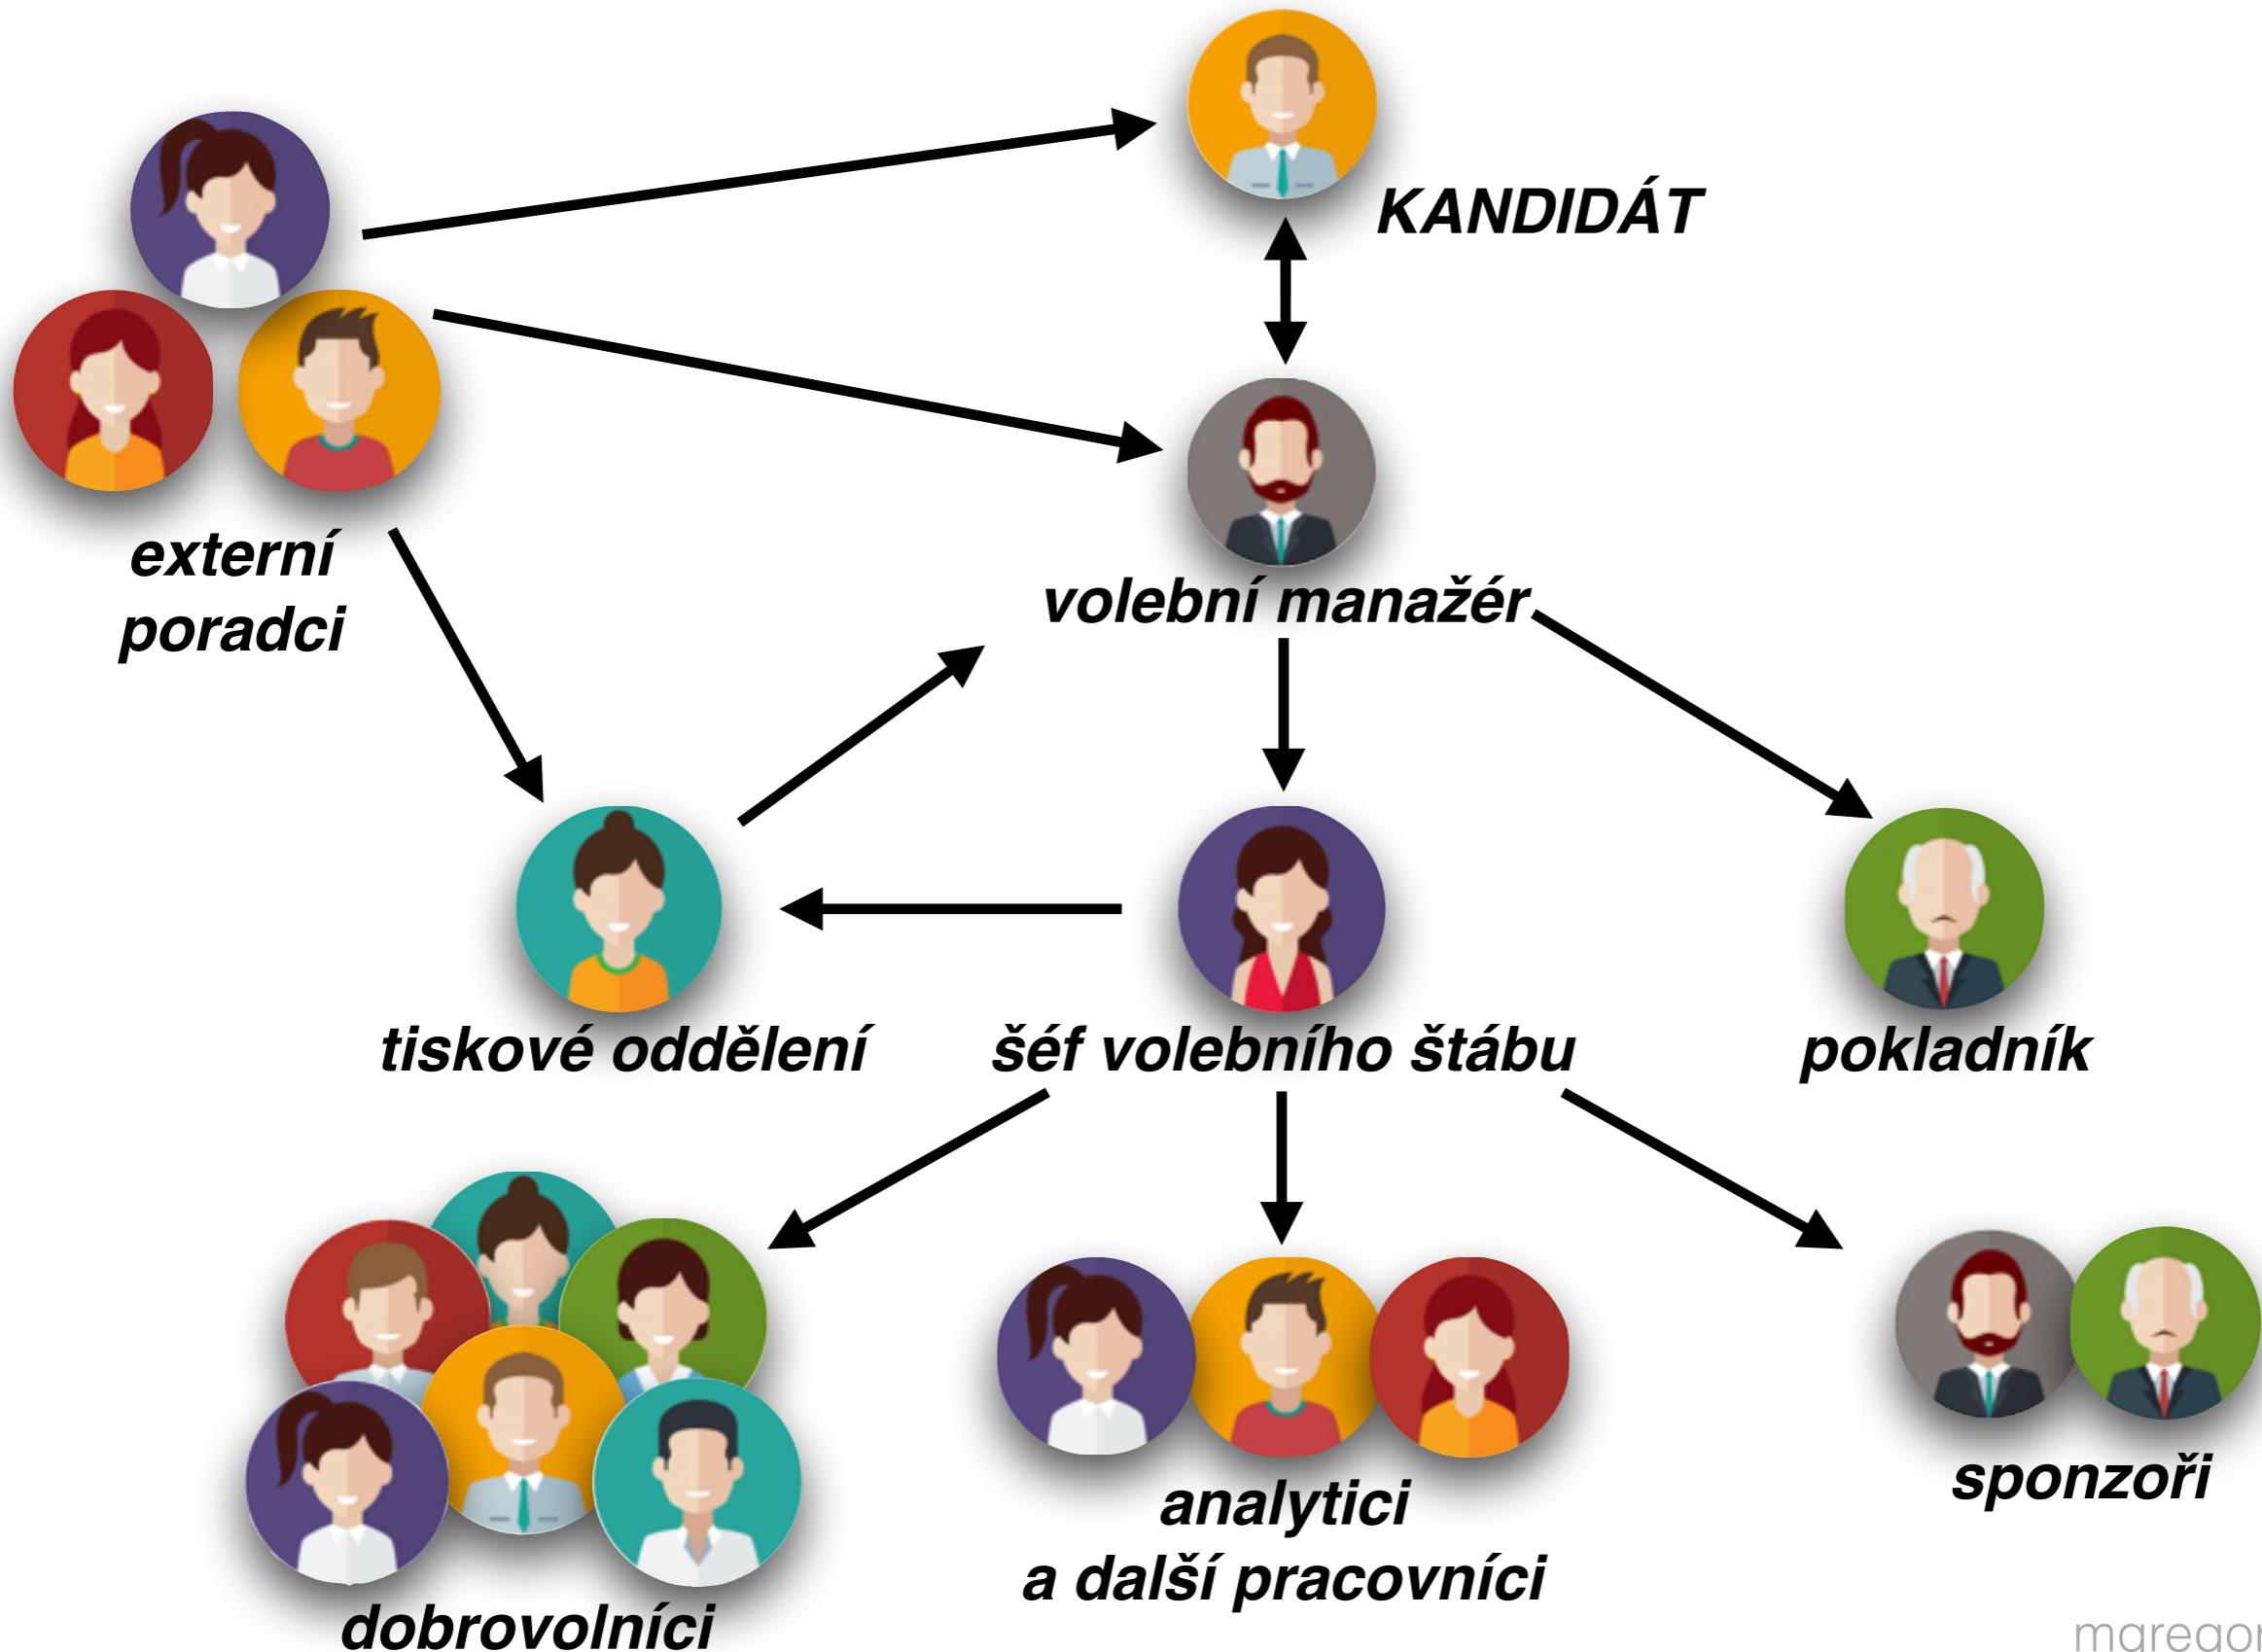 KANDIDÁT
externí
poradci
volební manažér
tiskové oddělení
šéf volebního štábu
pokladník
dobrovolníci
analytici
a další pracovníci
sponzoři